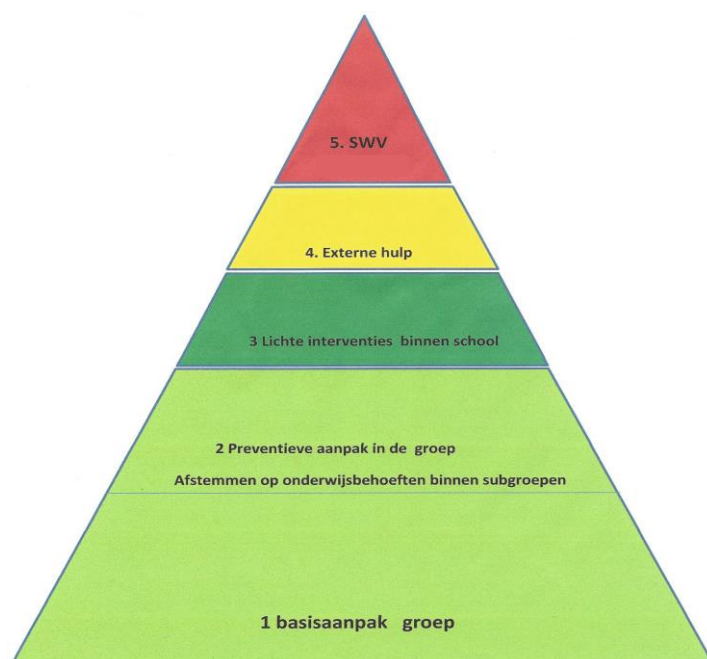 5. SWV
4. Externe hulp
3 Lichte interventies binnen school
2 Preventieve aanpak in de groep
Afstemmen op onderwijsbehoeften binnen subgroepen
1 basisaanpak groep